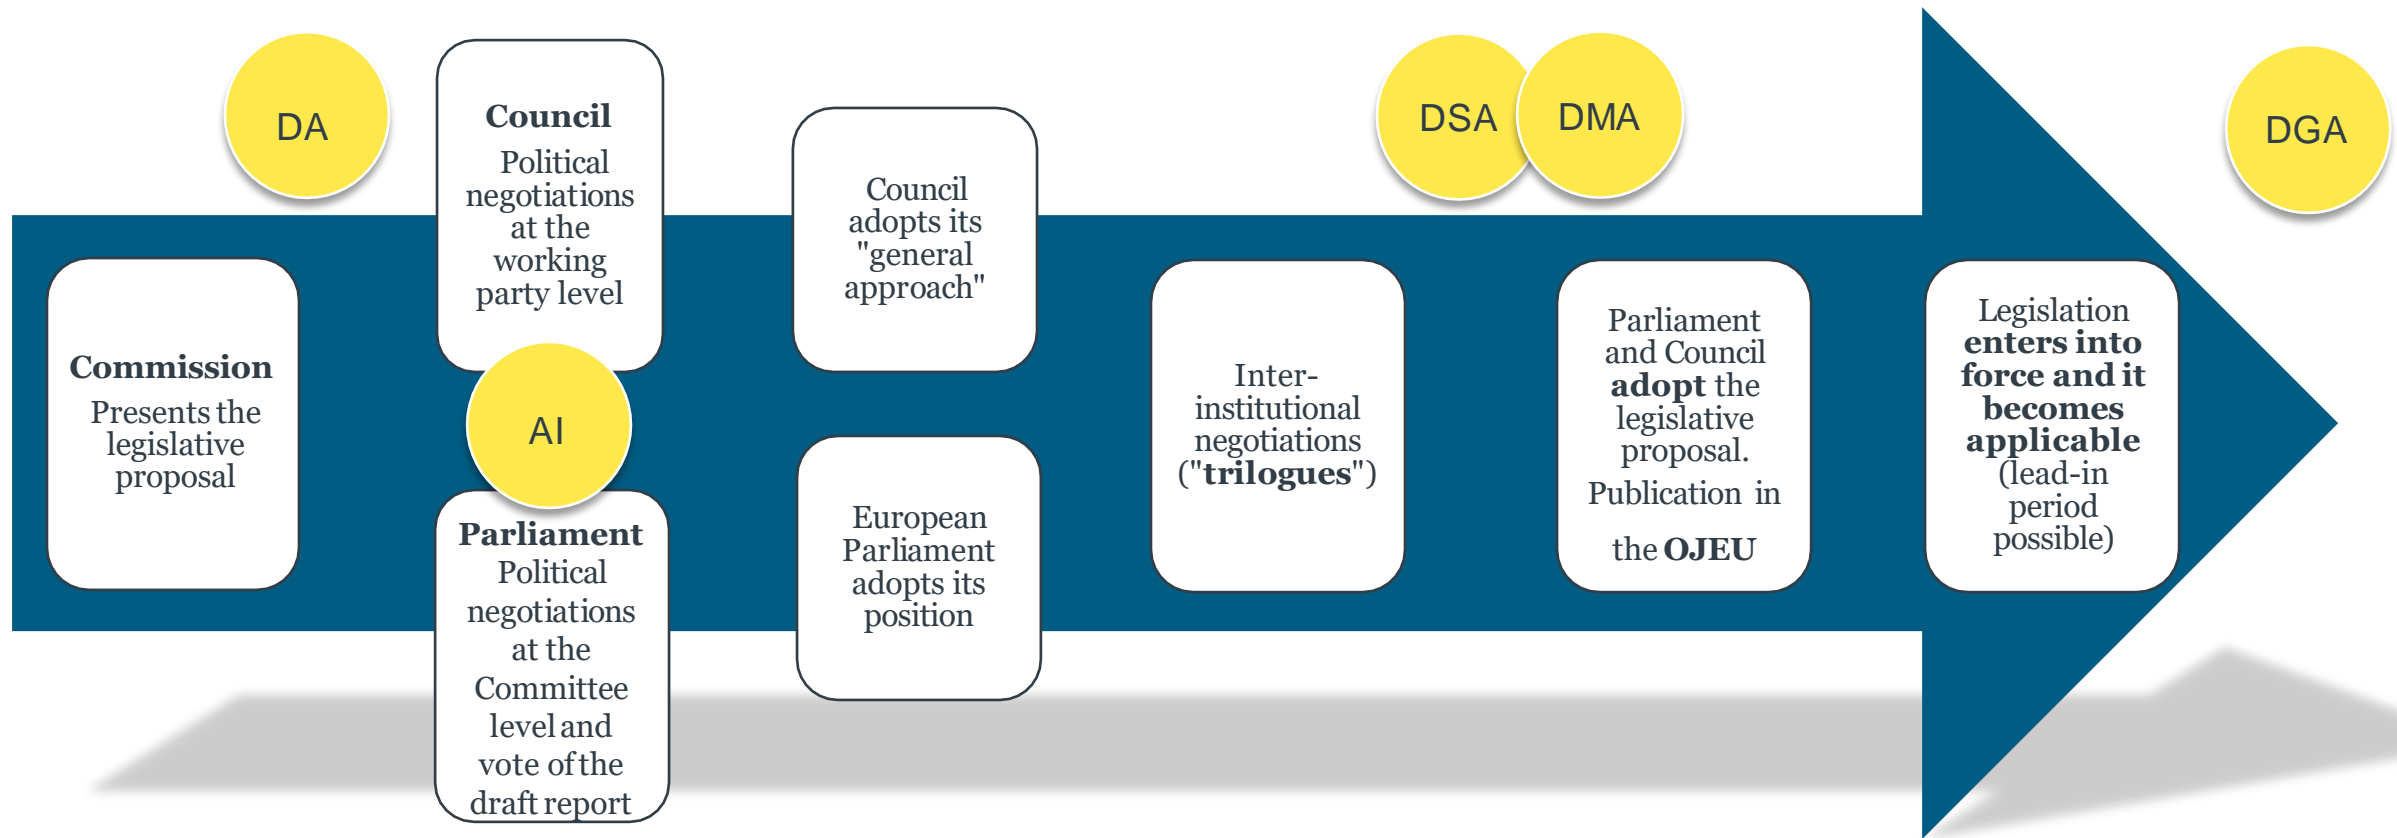 DA
Commission
Presents the
legislative
proposal
Council
Political
negotiations
at the
working
party level
AI
Parliament
Political
negotiations
at the
Committee
level and
vote of the
draft report
Council
adopts its
"general
approach"
European
Parliament
adopts its
position
Inter-
institutional
negotiations
("trilogues")
DSA
DMA
Parliament
and Council
adopt the
legislative
proposal.
Publication in
the OJEU
Legislation
enters into
force and it
becomes
applicable
(lead-in
period
possible)
DGA